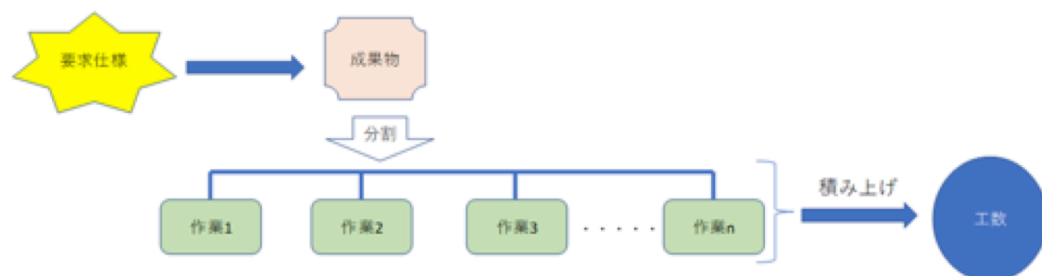 要求仕様
成果物
分割
作業1
作業2
作業3
・・・・・
作業n
積み上げ
工数